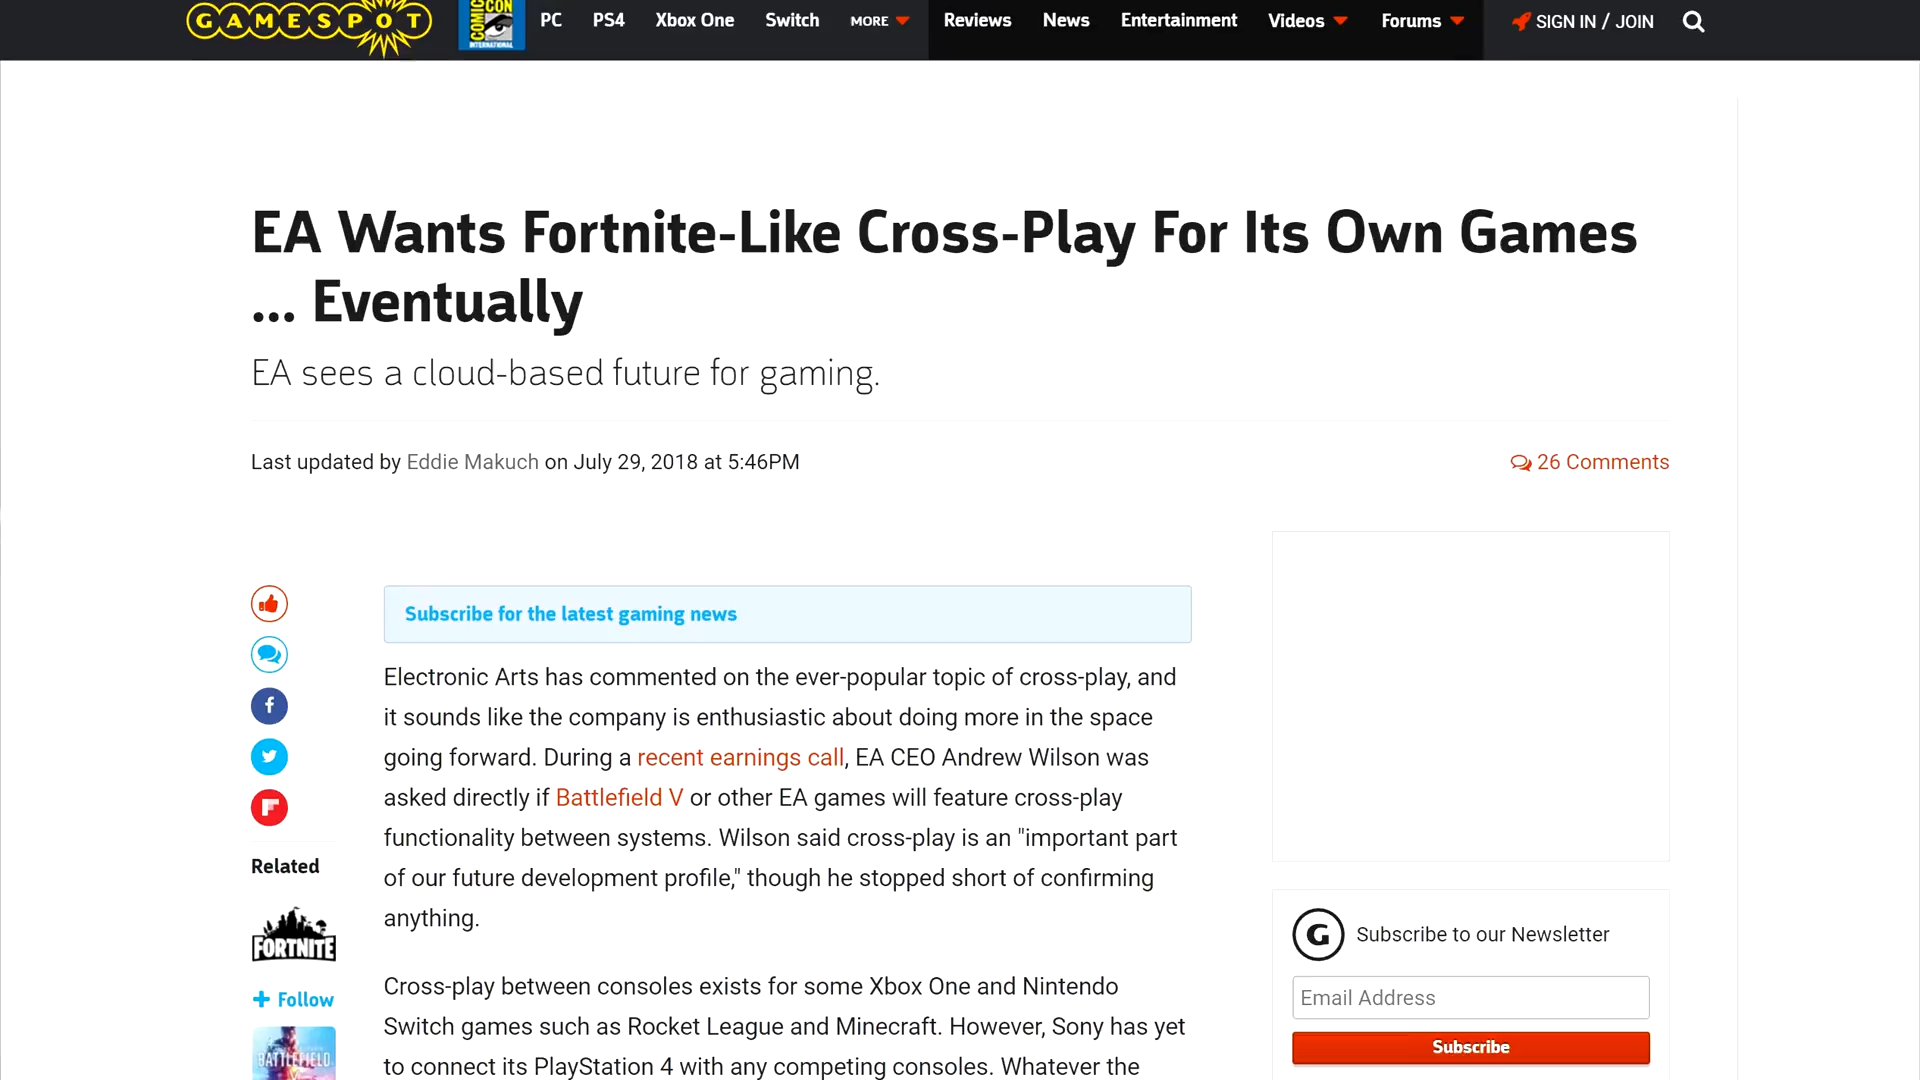 GAMESPOT
COMIC CON INTERNATIONAL
PC PS4 Xbox One Switch MORE Reviews News Entertainment Videos Forums SIGN IN / JOIN
EA Wants Fortnite-Like Cross-Play For Its Own Games
... Eventually
EA sees a cloud-based future for gaming.
Last updated by Eddie Makuch on July 29, 2018 at 5:46PM
26 Comments
Subscribe for the latest gaming news
Electronic Arts has commented on the ever-popular topic of cross-play, and
it sounds like the company is enthusiastic about doing more in the space
going forward. During a recent earnings call, EA CEO Andrew Wilson was
asked directly if Battlefield V or other EA games will feature cross-play
functionality between systems. Wilson said cross-play is an "important part
of our future development profile," though he stopped short of confirming
anything.
Cross-play between consoles exists for some Xbox One and Nintendo
Switch games such as Rocket League and Minecraft. However, Sony has yet
to connect its PlayStation 4 with any competing consoles. Whatever the
Related
FORTNITE
Follow
BATTLEFIELD
G Subscribe to our Newsletter
Email Address
Subscribe